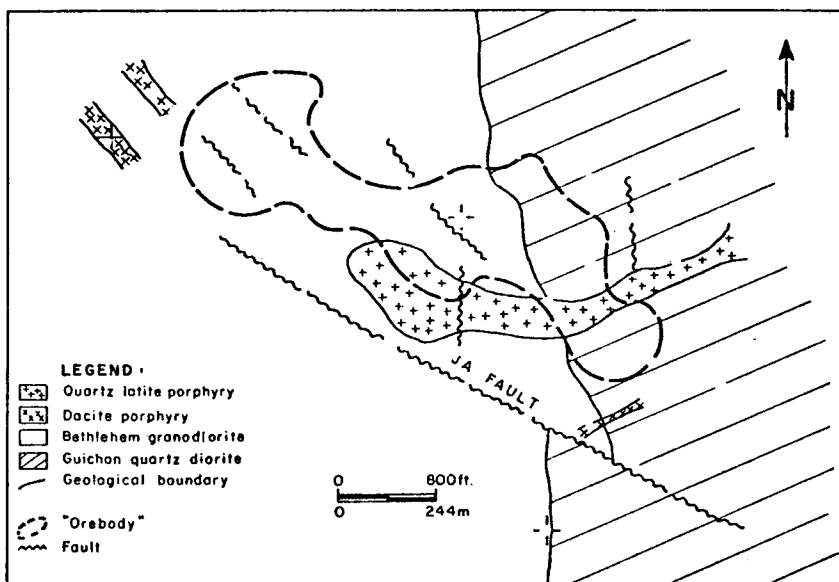 N
JA FAULT
LEGEND :
Quartz latite porphyry
Dacite porphyry
Bethlehem granodiorite
Guichon quartz diorite
Geological boundary
"Orebody"
Fault
0 800ft.
0 244m